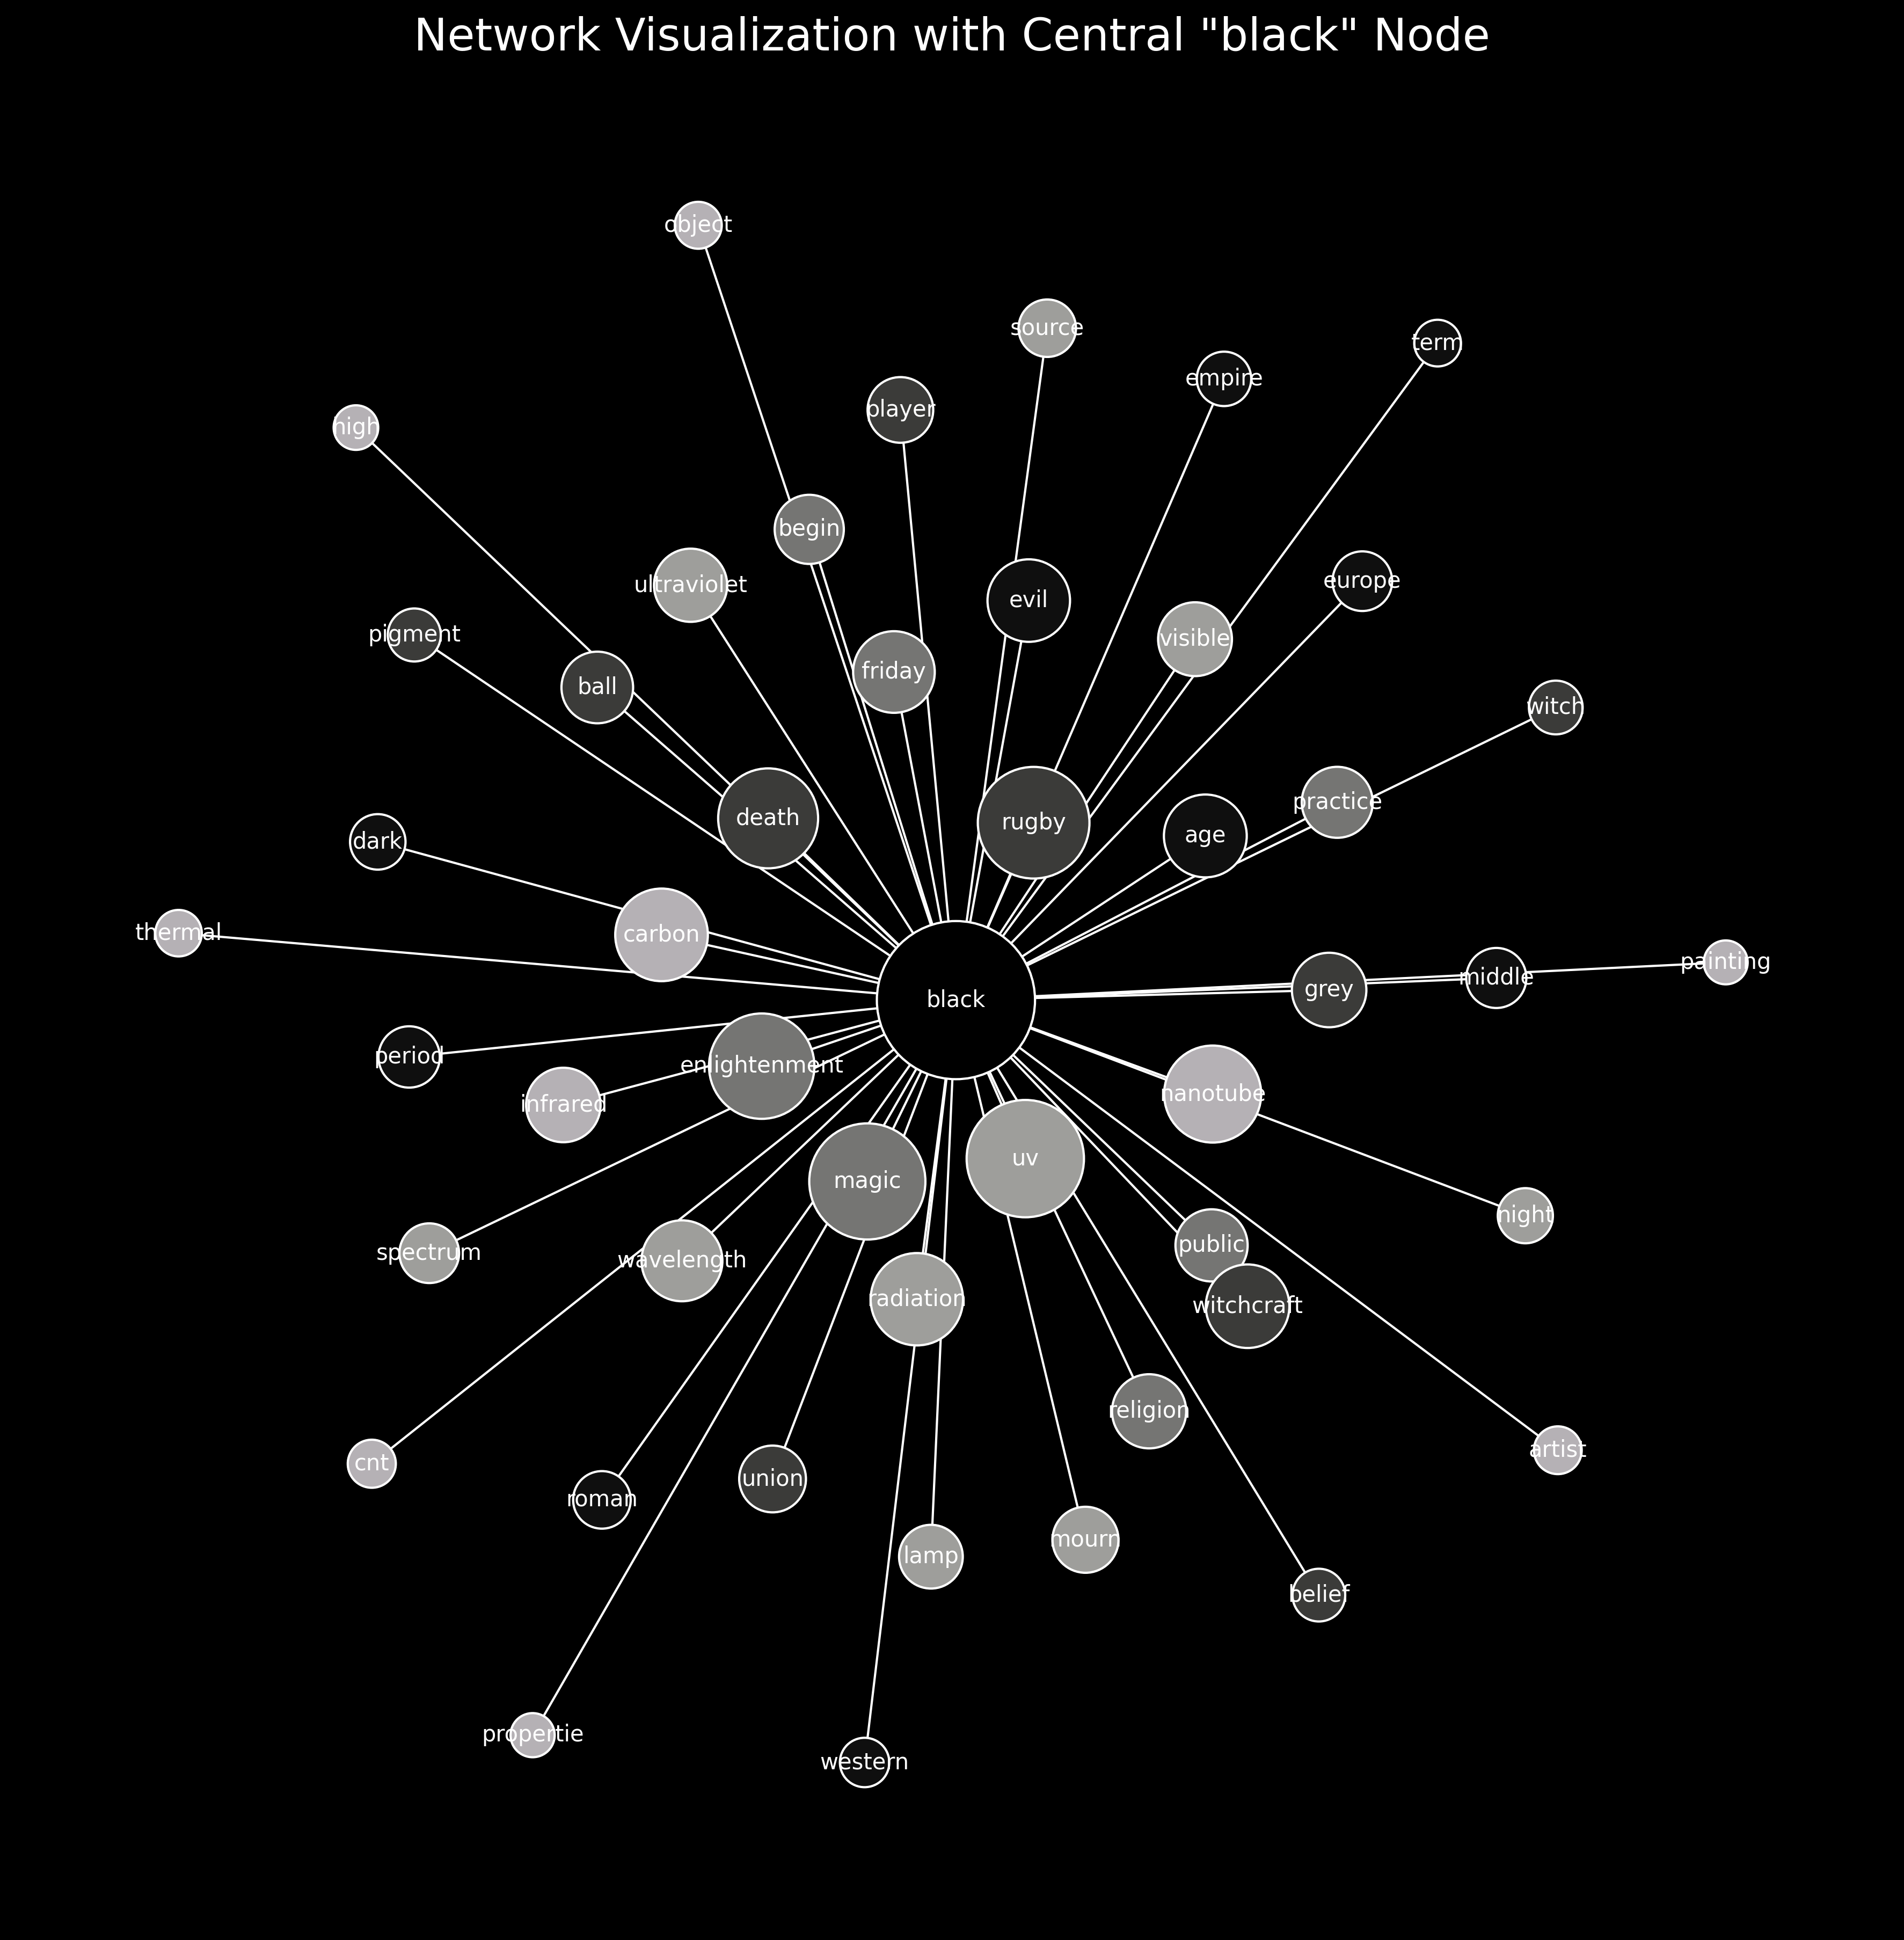 Network Visualization with Central "black" Node
object
source
term
empire
player
high
begin
europe
ultraviolet
evil
pigment
visible
friday
ball
witch
practice
death
rugby
age
dark
thermal
carbon
painting
middle
grey
black
period
enlightenment
nanotube
infrared
uv
magic
night
public
spectrum
wavelength
radiation
witchcraft
religion
artist
cnt
union
roman
mourn
lamp
belief
propertie
western